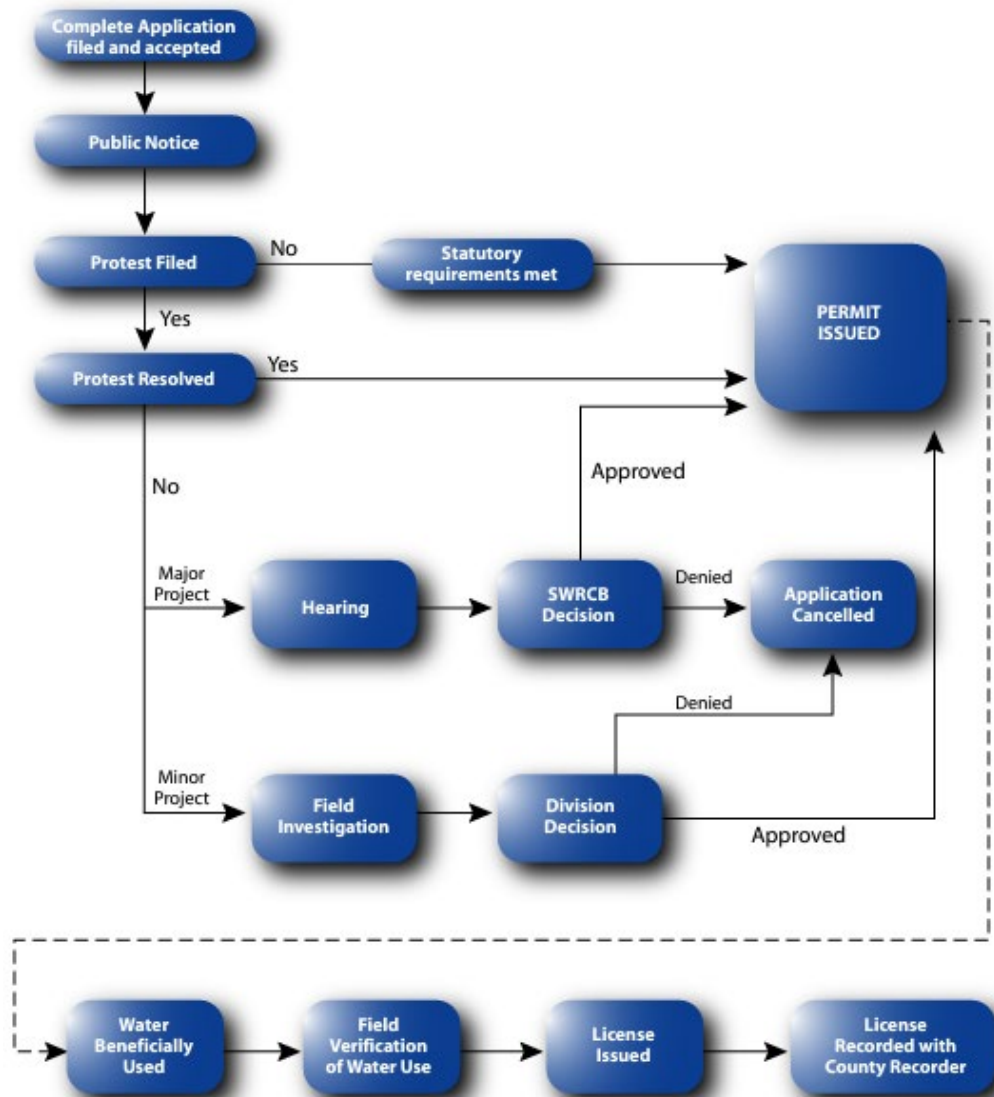 Complete Application
filed and accepted
Public Notice
Protest Filed
No
Statutory
requirements met
PERMIT
ISSUED
Yes
Protest Resolved
Yes
No
Approved
Major
Project
Hearing
SWRCB
Decision
Denied
Application
Cancelled
Denied
Minor
Project
Field
Investigation
Division
Decision
Approved
Water
Beneficially
Used
Field
Verification
of Water Use
License
Issued
License
Recorded with
County Recorder